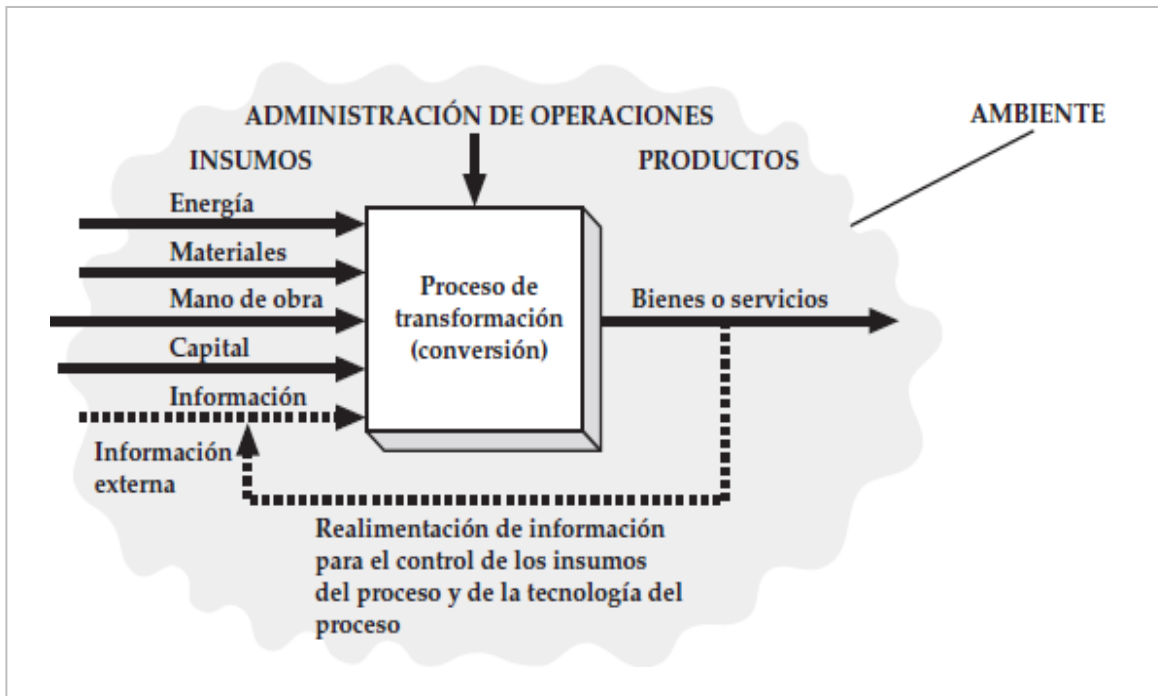 ADMINISTRACIÓN DE OPERACIONES
AMBIENTE
INSUMOS
PRODUCTOS
Energía
Materiales
Mano de obra
Capital
Información
Información
externa
Proceso de
transformación
(conversión)
Bienes o servicios
Realimentación de información
para el control de los insumos
del proceso y de la tecnología del
proceso